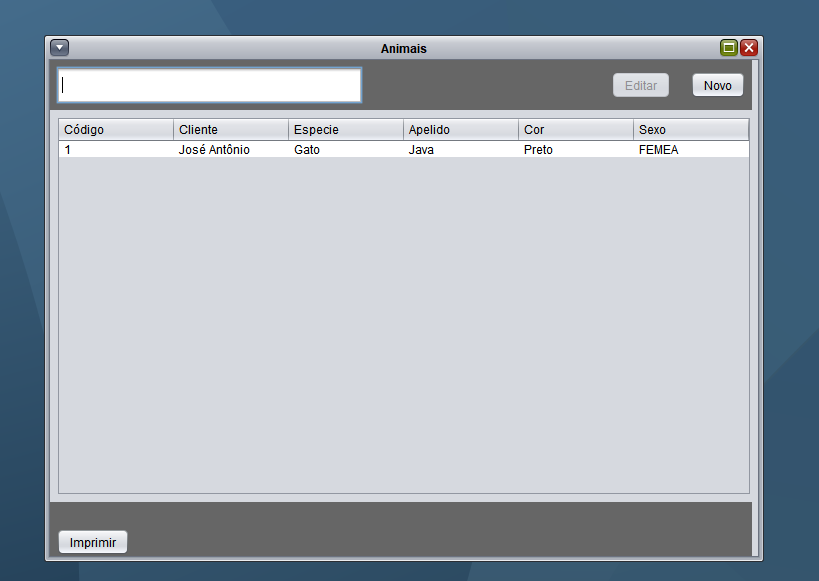 Animais
Editar Novo
Código Cliente Especie Apelido Cor Sexo
1 José Antônio Gato Java Preto FEMEA
Imprimir